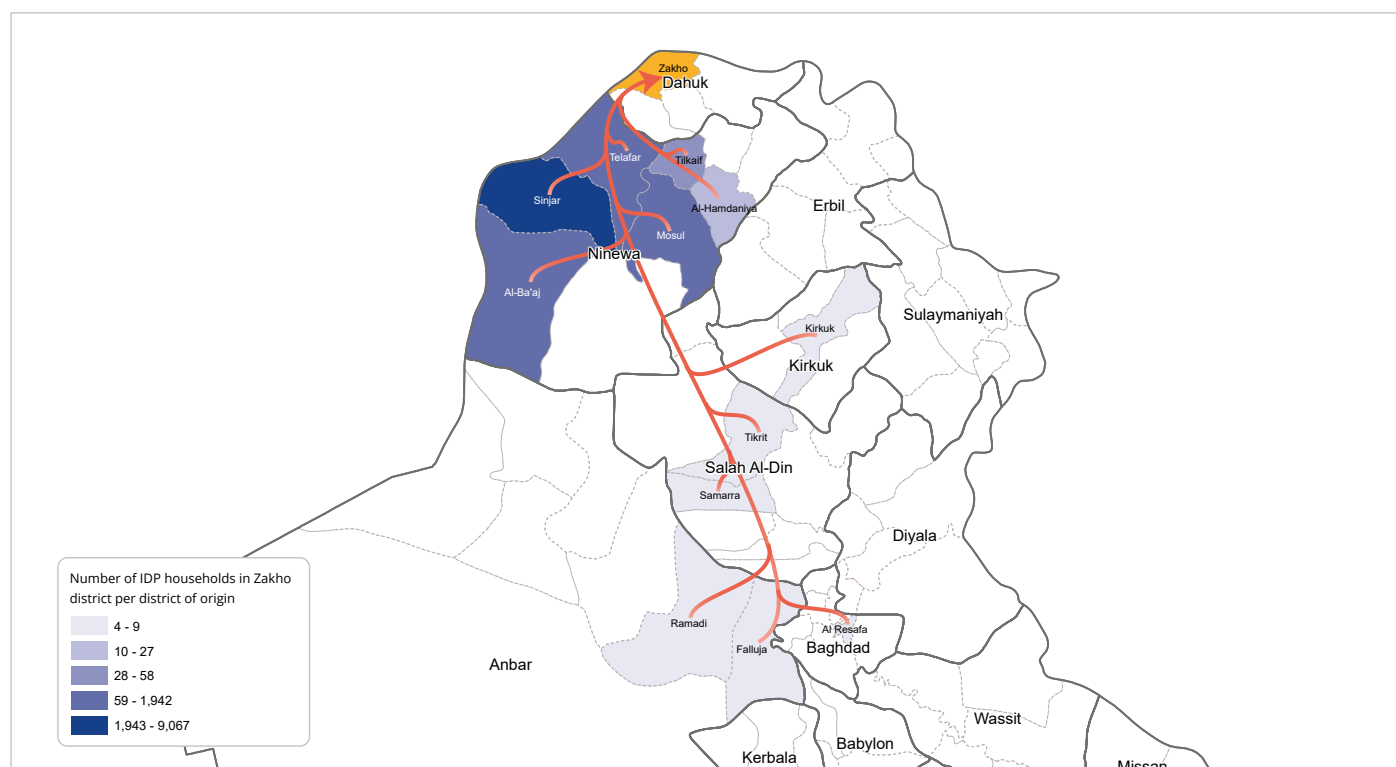 Zakho
Dahuk
Telafar
Tilkaif
Sinjar
Al-Hamdaniya
Erbil
Mosul
Ninewa
Al-Ba'aj
Sulaymaniyah
Kirkuk
Kirkuk
Tikrit
Salah Al-Din
Samarra
Diyala
Number of IDP households in Zakho
district per district of origin
4 - 9
10 - 27
28 - 58
59 - 1,942
1,943 - 9,067
Ramadi
Al Resafa
Falluja
Baghdad
Anbar
Wassit
Babylon
Kerbala
Missan